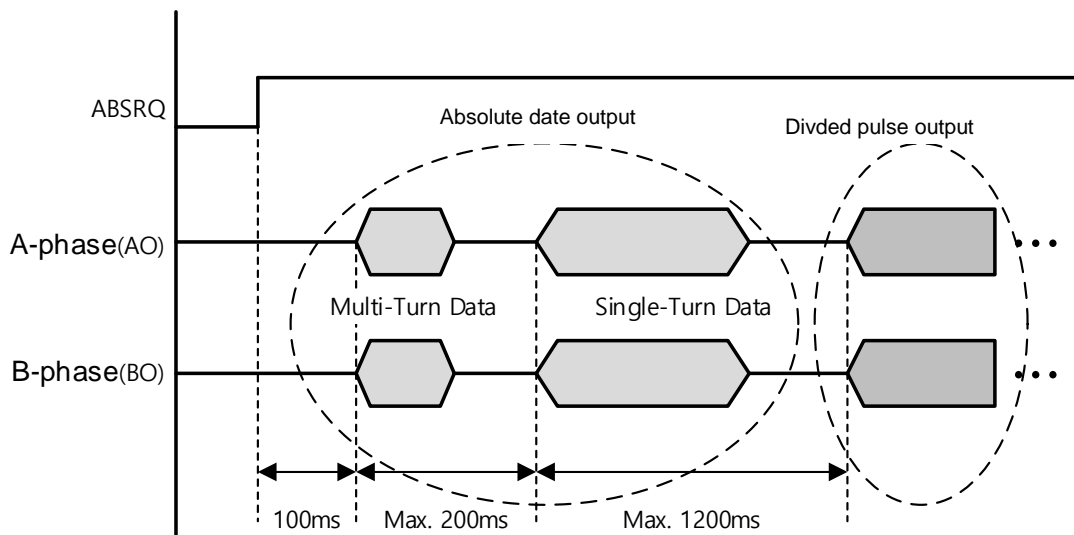 ABSRQ
Absolute date output
Divded pulse output
A-phase(AO)
Multi-Turn Data
Single-Turn Data
B-phase(BO)
100ms
Max. 200ms
Max. 1200ms